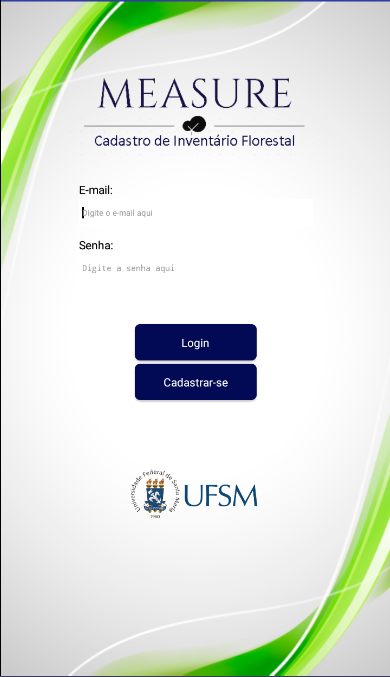 MEASURE
Cadastro de Inventário Florestal
E-mail:
Digite o e-mail aqui
Senha:
Digite a senha aqui
Login
Cadastrar-se
Universidade Federal de Santa Maria
1960
UFSM